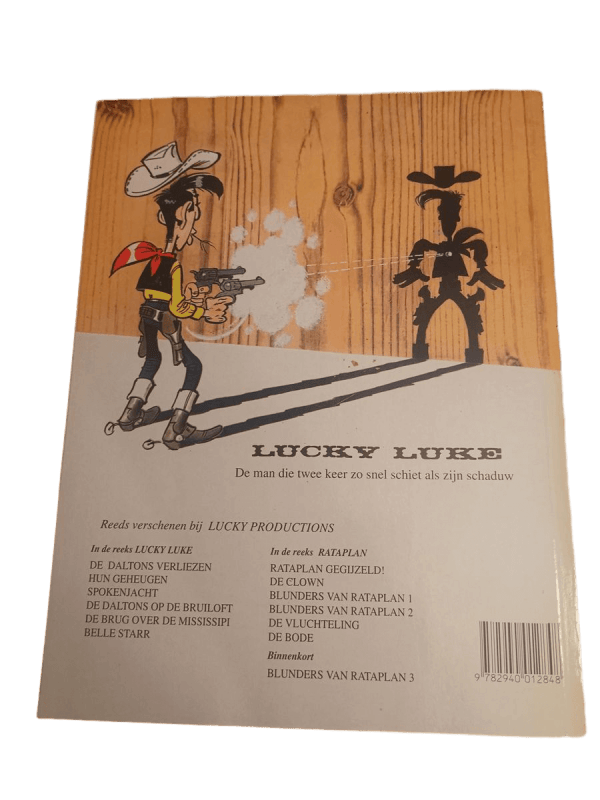 LUCKY LUKE
De man die twee keer zo snel schiet als zijn schaduw
Reeds verschenen bij LUCKY PRODUCTIONS
In de reeks LUCKY LUKE
DE DALTONS VERLIEZEN
HUN GEHEUGEN
SPOKENJACHT
DE DALTONS OP DE BRUILOFT
DE BRUG OVER DE MISSISSIPI
BELLE STARR
In de reeks RATAPLAN
RATAPLAN GEGIJZELD!
DE CLOWN
BLUNDERS VAN RATAPLAN 1
BLUNDERS VAN RATAPLAN 2
DE VLUCHTELING
DE BODE
Binnenkort
BLUNDERS VAN RATAPLAN 3
9 782940 012848